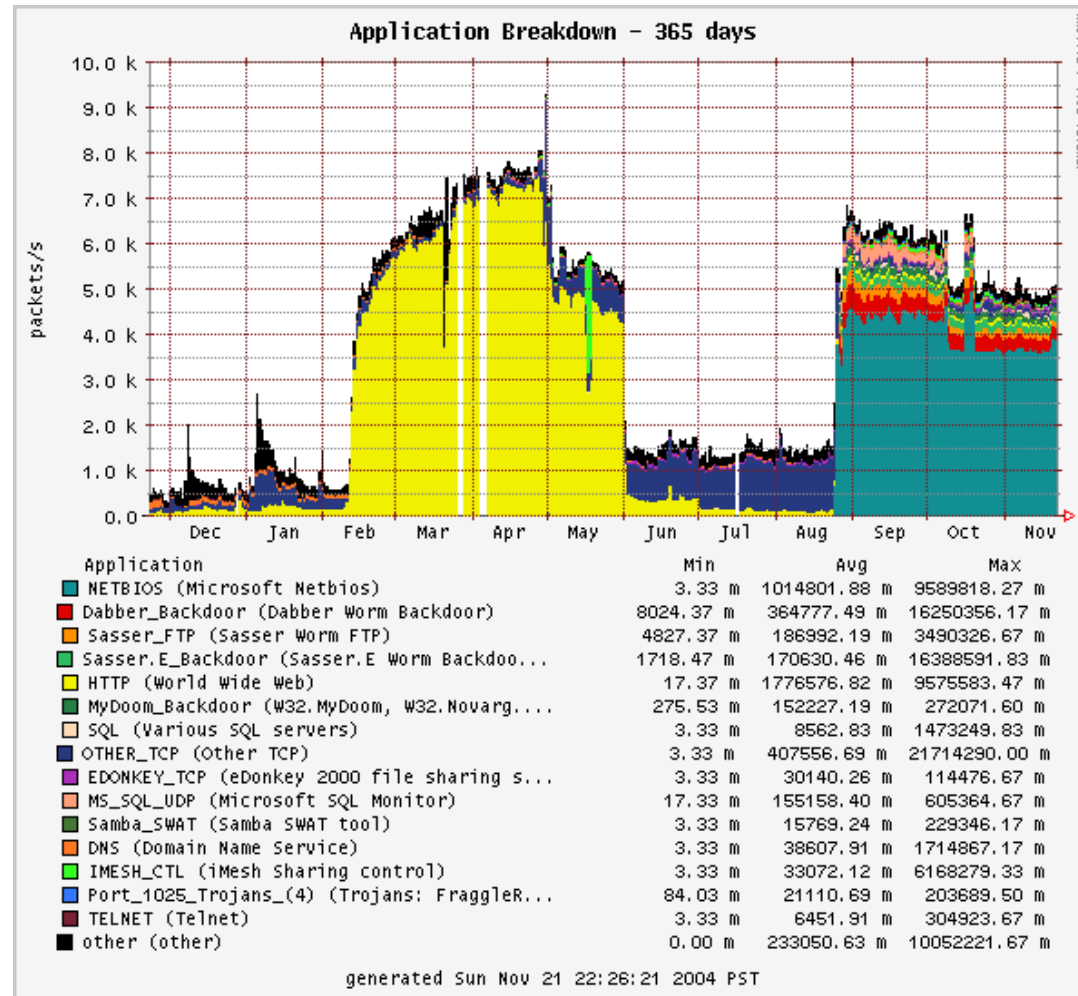 Application Breakdown - 365 days
10.0 k
9.0 k
8.0 k
7.0 k
6.0 k
5.0 k
4.0 k
3.0 k
2.0 k
1.0 k
0.0
packets/s
Dec Jan Feb Mar Apr May Jun Jul Aug Sep Oct Nov
Application Min Avg Max
NETBIOS (Microsoft Netbios) 3.33 m 1014801.88 m 9589818.27 m
Dabber_Backdoor (Dabber Worm Backdoor) 8024.37 m 364777.49 m 16250356.17 m
Sasser_FTP (Sasser Worm FTP) 4827.37 m 186992.19 m 3490326.67 m
Sasser.E_Backdoor (Sasser.E Worm Backdoo... 1718.47 m 170630.46 m 16388591.83 m
HTTP (World Wide Web) 17.37 m 1776576.82 m 9575583.47 m
MyDoom_Backdoor (W32.MyDoom, W32.Novarg.... 275.53 m 152227.19 m 272071.60 m
SQL (Various SQL servers) 3.33 m 8562.83 m 1473249.83 m
OTHER_TCP (Other TCP) 3.33 m 407556.69 m 21714290.00 m
EDONKEY_TCP (eDonkey 2000 file sharing s... 3.33 m 30140.26 m 114476.67 m
MS_SQL_UDP (Microsoft SQL Monitor) 17.33 m 155158.40 m 605364.67 m
Samba_SWAT (Samba SWAT tool) 3.33 m 15769.24 m 229346.17 m
DNS (Domain Name Service) 3.33 m 38607.91 m 1714867.17 m
IMESH_CTL (iMesh Sharing control) 3.33 m 33072.12 m 6168279.33 m
Port_1025_Trojans_(4) (Trojans: FraggleR... 84.03 m 21110.69 m 203689.50 m
TELNET (Telnet) 3.33 m 6451.91 m 304923.67 m
other (other) 0.00 m 233050.63 m 10052221.67 m
generated Sun Nov 21 22:26:21 2004 PST